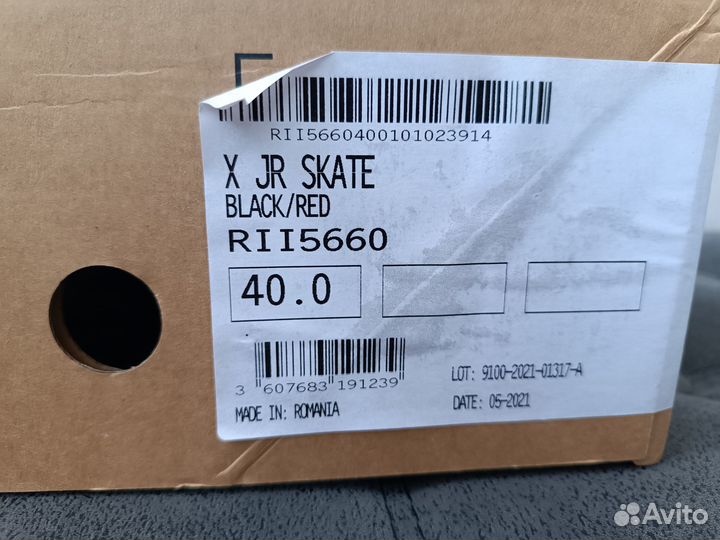 RII5660400101023914
X JR SKATE
BLACK/RED
RII5660
40.0
3 607683 191239
LOT: 9100-2021-01317-A
MADE IN: ROMANIA
DATE: 05-2021
Avito